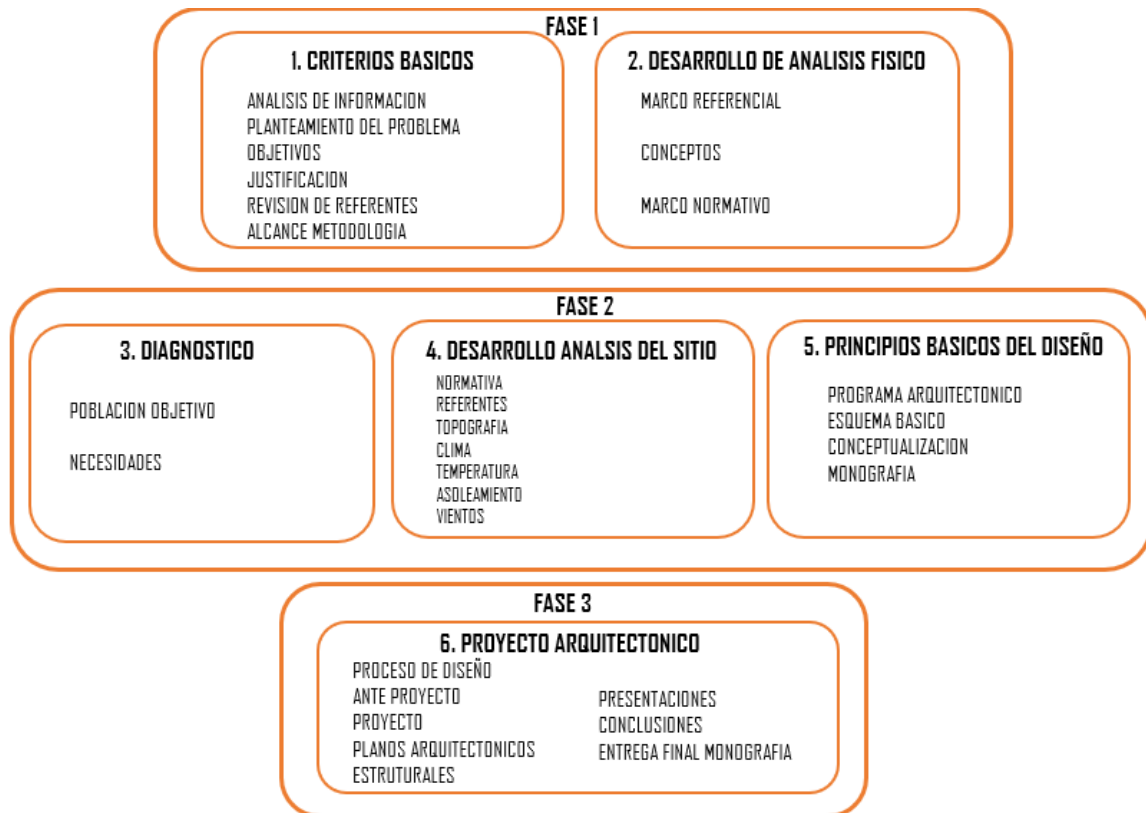 FASE 1
1. CRITERIOS BASICOS
ANALISIS DE INFORMACION
PLANTEAMIENTO DEL PROBLEMA
OBJETIVOS
JUSTIFICACION
REVISION DE REFERENTES
ALCANCE METODOLOGIA
2. DESARROLLO DE ANALISIS FISICO
MARCO REFERENCIAL
CONCEPTOS
MARCO NORMATIVO
FASE 2
3. DIAGNOSTICO
POBLACION OBJETIVO
NECESIDADES
4. DESARROLLO ANALSIS DEL SITIO
NORMATIVA
REFERENTES
TOPOGRAFIA
CLIMA
TEMPERATURA
ASOLEAMIENTO
VIENTOS
5. PRINCIPIOS BASICOS DEL DISEÑO
PROGRAMA ARQUITECTONICO
ESQUEMA BASICO
CONCEPTUALIZACION
MONOGRAFIA
FASE 3
6. PROYECTO ARQUITECTONICO
PROCESO DE DISEÑO
ANTE PROYECTO
PROYECTO
PLANOS ARQUITECTONICOS
ESTRUTURALES
PRESENTACIONES
CONCLUSIONES
ENTREGA FINAL MONOGRAFIA